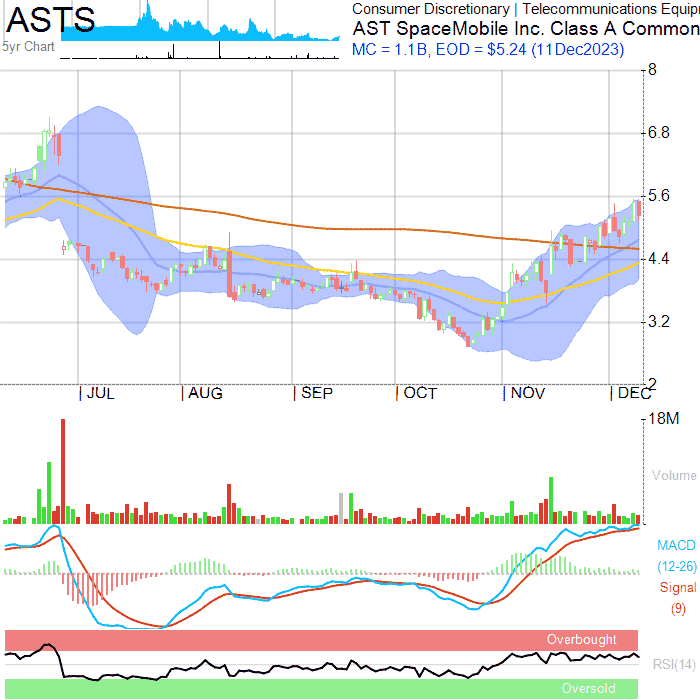 ASTS
Consumer Discretionary | Telecommunications Equip
AST SpaceMobile Inc. Class A Common
5yr Chart
MC = 1.1B, EOD = $5.24 (11Dec2023)
8
6.8
5.6
4.4
3.2
2
JUL AUG SEP OCT NOV DEC
18M
Volume
MACD
(12-26)
Signal
(9)
Overbought
RSI(14)
Oversold